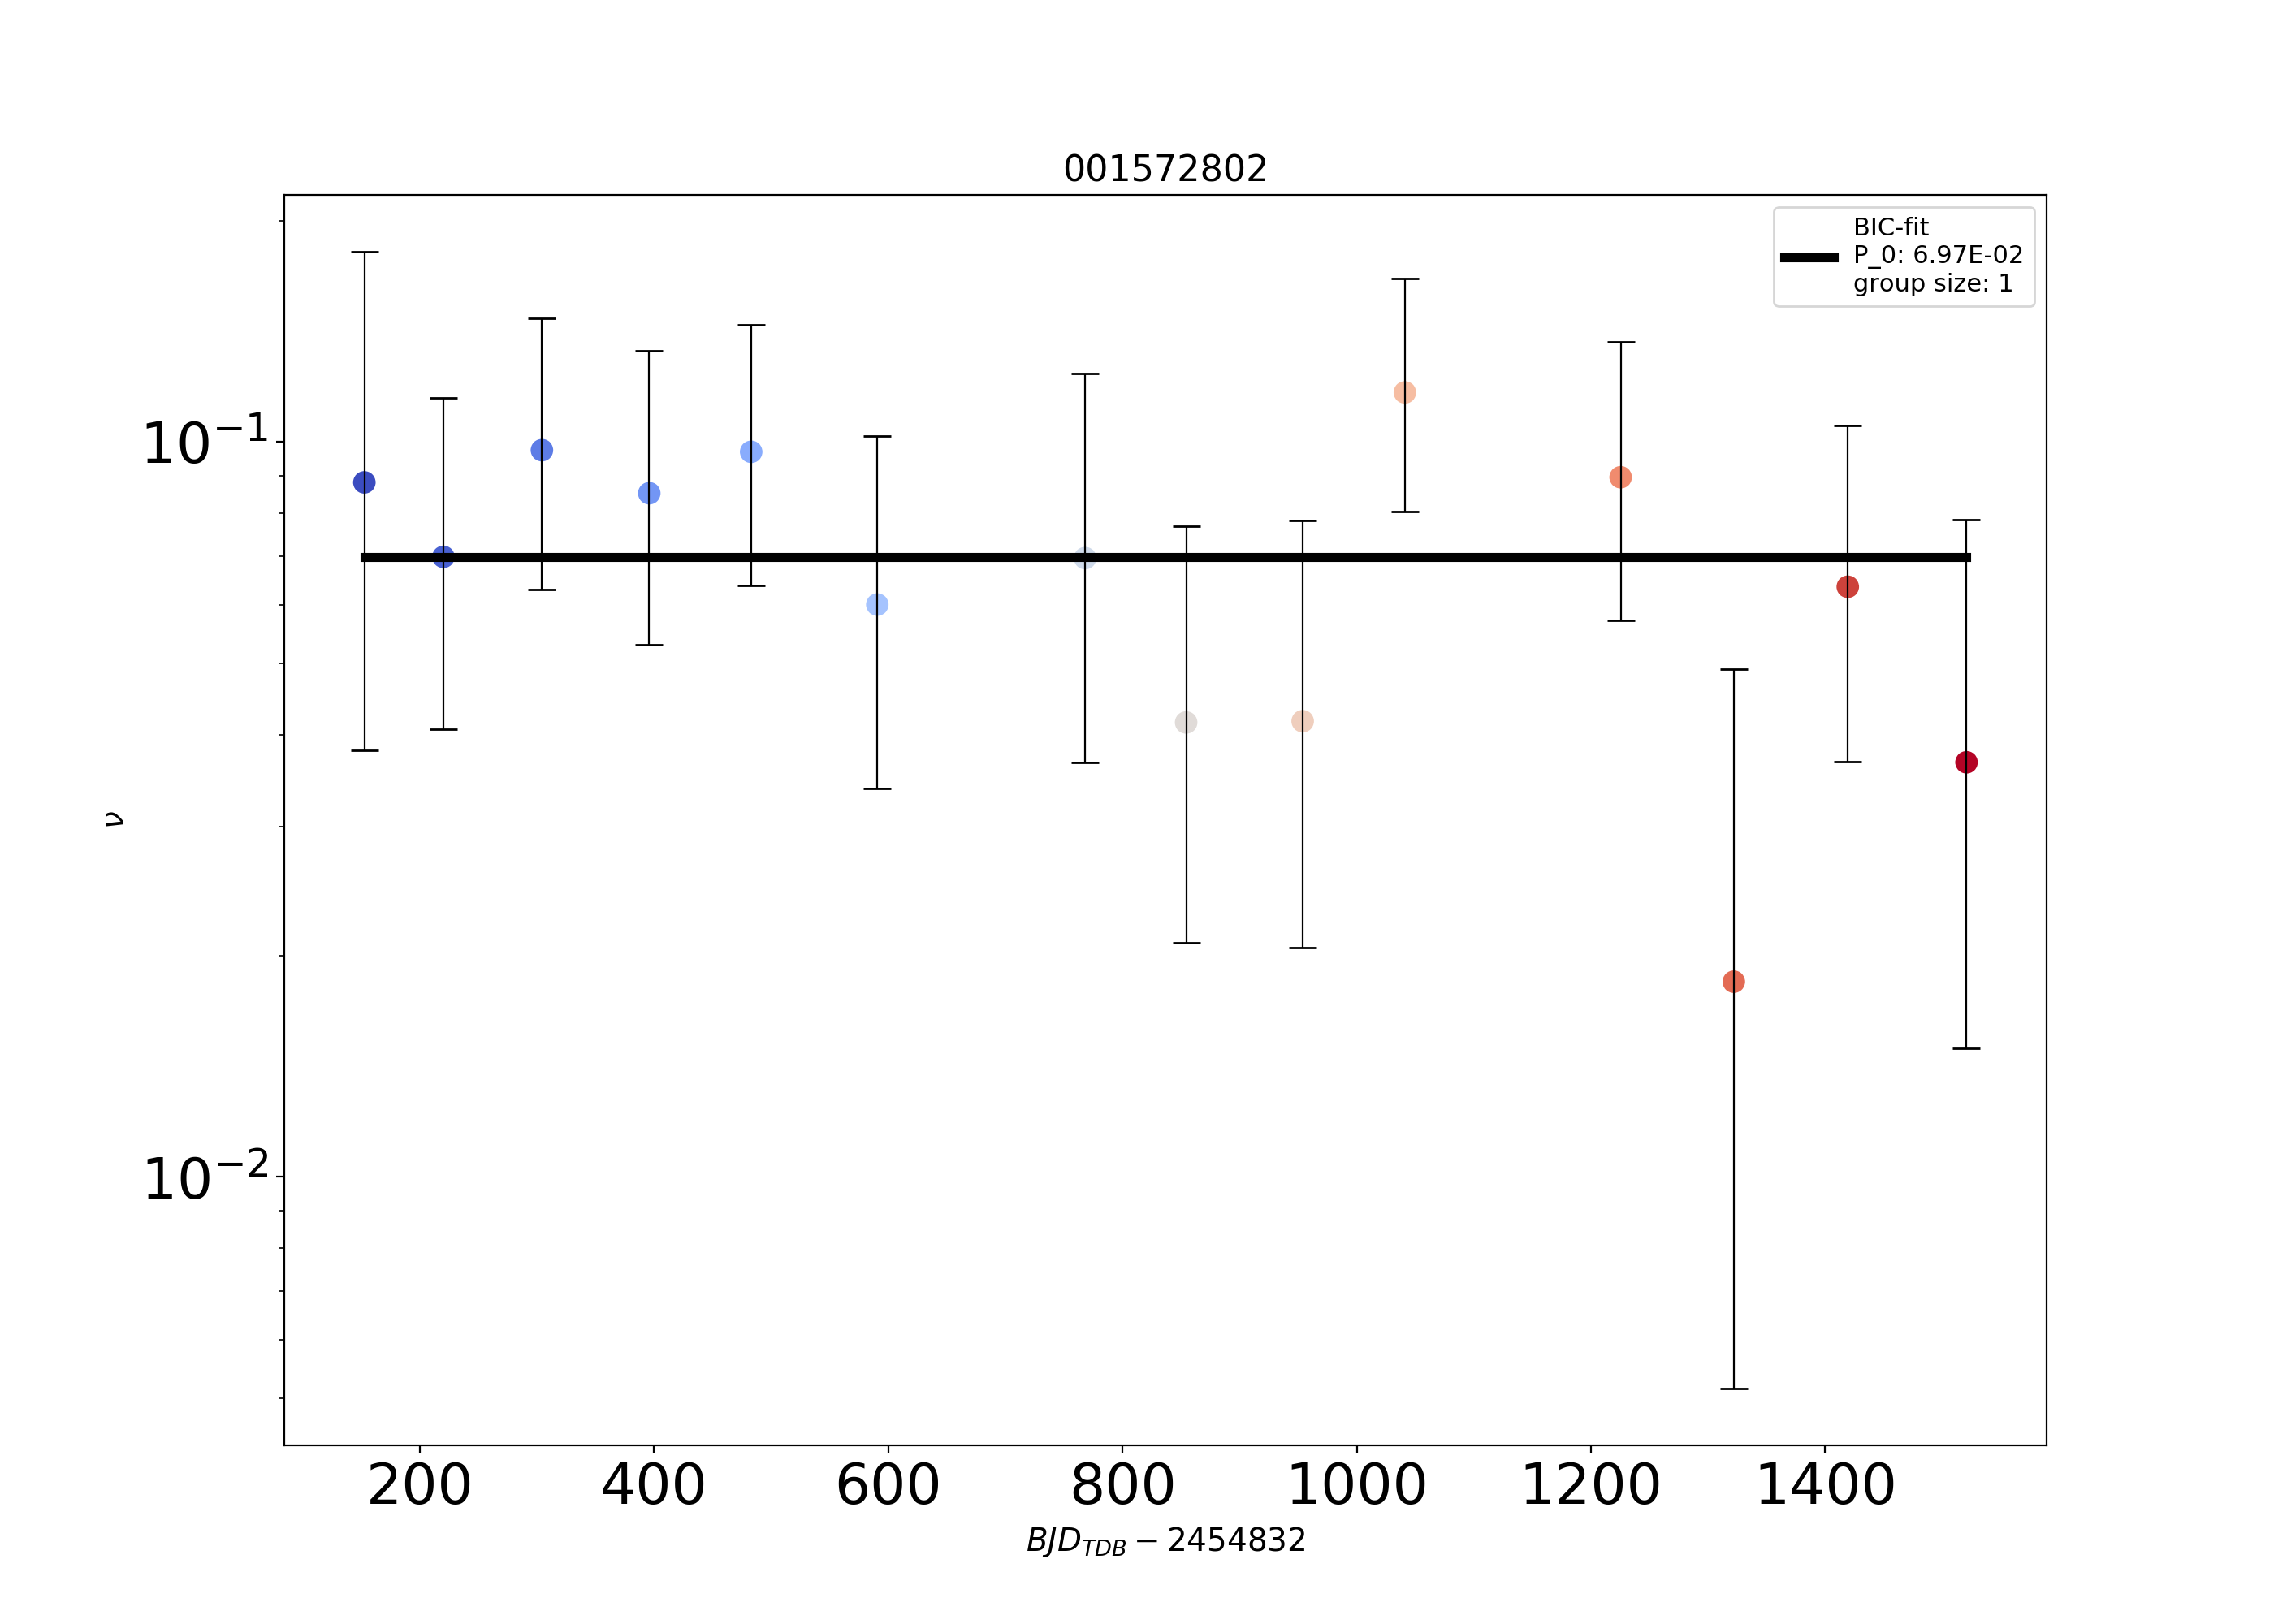 001572802
BIC-fit
P_0: 6.97E-02
group size: 1
10⁻¹
ν
10⁻²
200 400 600 800 1000 1200 1400
BJD_{TDB} − 2454832